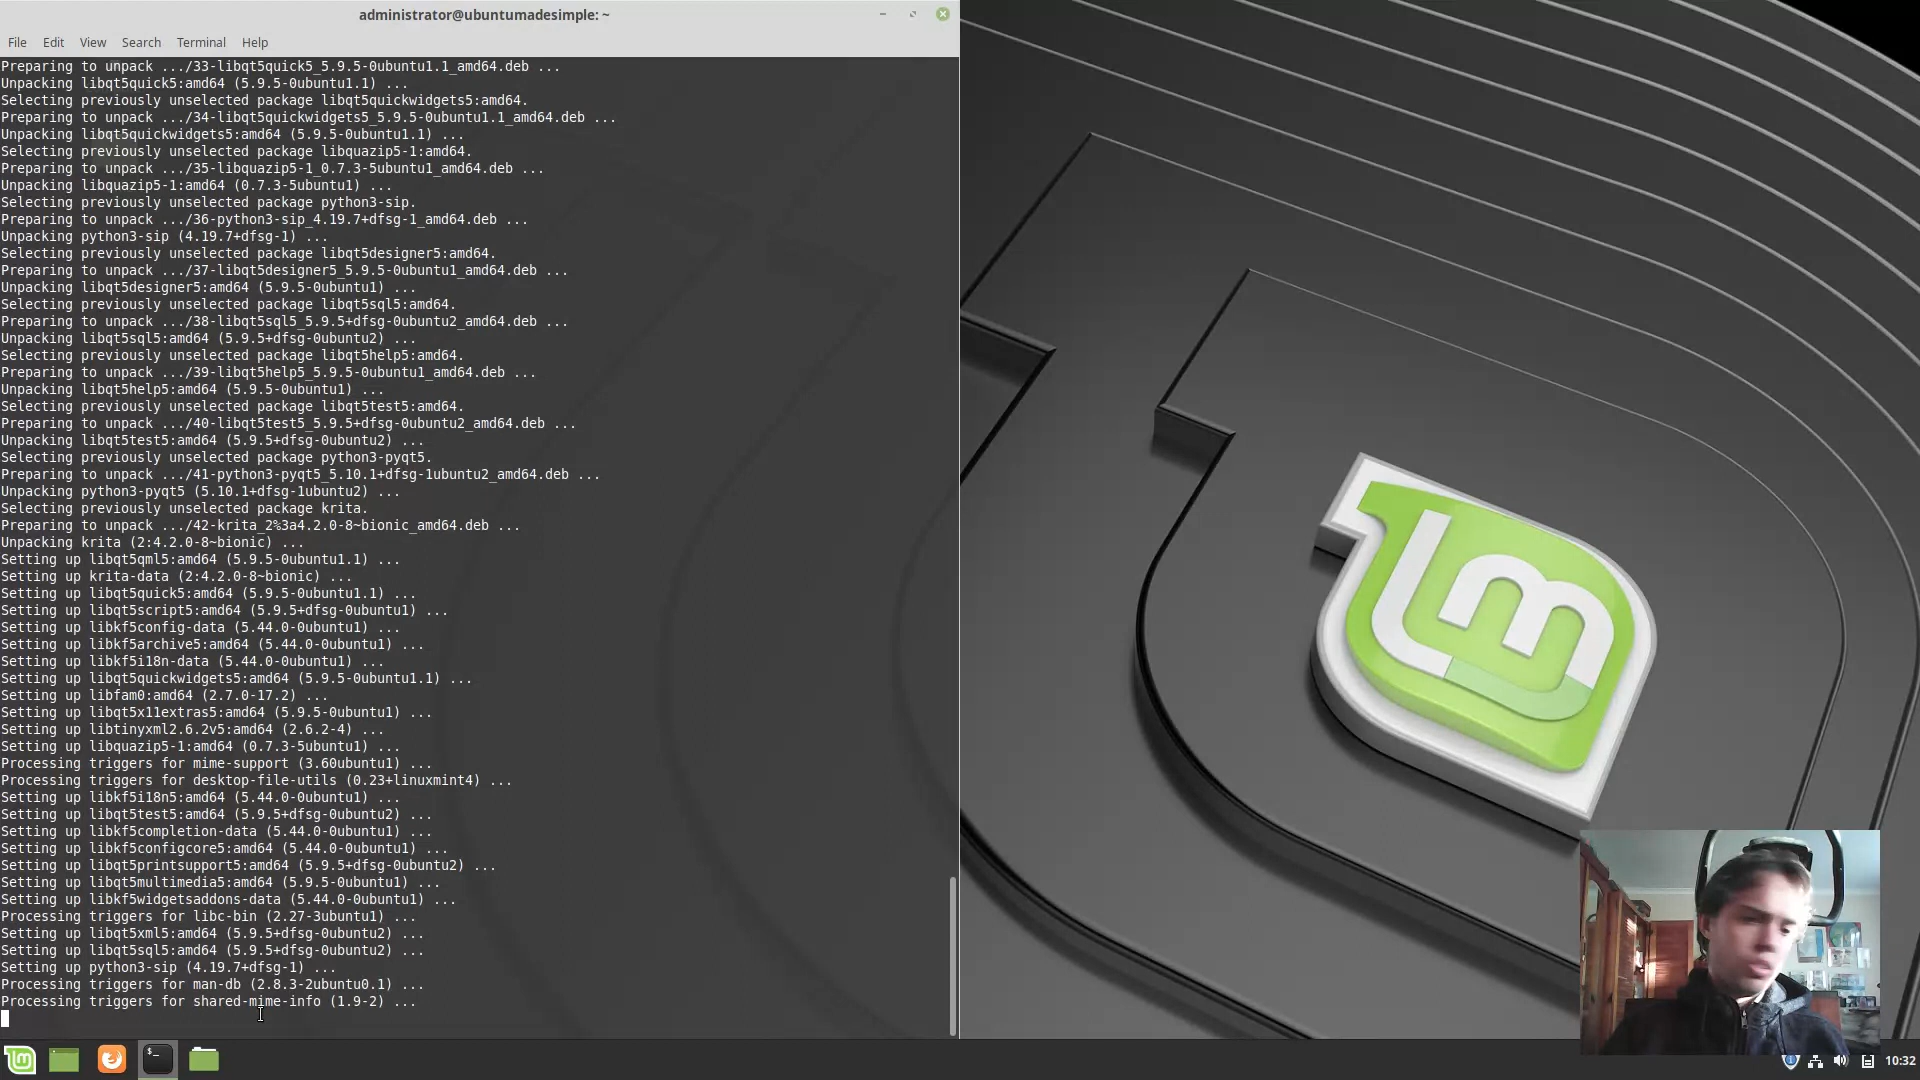 administrator@ubuntumadesimple: ~
File Edit View Search Terminal Help
Preparing to unpack .../33-libqt5quick5_5.9.5-0ubuntu1.1_amd64.deb ...
Unpacking libqt5quick5:amd64 (5.9.5-0ubuntu1.1) ...
Selecting previously unselected package libqt5quickwidgets5:amd64.
Preparing to unpack .../34-libqt5quickwidgets5_5.9.5-0ubuntu1.1_amd64.deb ...
Unpacking libqt5quickwidgets5:amd64 (5.9.5-0ubuntu1.1) ...
Selecting previously unselected package libquazip5-1:amd64.
Preparing to unpack .../35-libquazip5-1_0.7.3-5ubuntu1_amd64.deb ...
Unpacking libquazip5-1:amd64 (0.7.3-5ubuntu1) ...
Selecting previously unselected package python3-sip.
Preparing to unpack .../36-python3-sip_4.19.7+dfsg-1_amd64.deb ...
Unpacking python3-sip (4.19.7+dfsg-1) ...
Selecting previously unselected package libqt5designer5:amd64.
Preparing to unpack .../37-libqt5designer5_5.9.5-0ubuntu1_amd64.deb ...
Unpacking libqt5designer5:amd64 (5.9.5-0ubuntu1) ...
Selecting previously unselected package libqt5sql5:amd64.
Preparing to unpack .../38-libqt5sql5_5.9.5+dfsg-0ubuntu2_amd64.deb ...
Unpacking libqt5sql5:amd64 (5.9.5+dfsg-0ubuntu2) ...
Selecting previously unselected package libqt5help5:amd64.
Preparing to unpack .../39-libqt5help5_5.9.5-0ubuntu1_amd64.deb ...
Unpacking libqt5help5:amd64 (5.9.5-0ubuntu1) ...
Selecting previously unselected package libqt5test5:amd64.
Preparing to unpack .../40-libqt5test5_5.9.5+dfsg-0ubuntu2_amd64.deb ...
Unpacking libqt5test5:amd64 (5.9.5+dfsg-0ubuntu2) ...
Selecting previously unselected package python3-pyqt5.
Preparing to unpack .../41-python3-pyqt5_5.10.1+dfsg-1ubuntu2_amd64.deb ...
Unpacking python3-pyqt5 (5.10.1+dfsg-1ubuntu2) ...
Selecting previously unselected package krita.
Preparing to unpack .../42-krita_2%3a4.2.0-8~bionic_amd64.deb ...
Unpacking krita (2:4.2.0-8~bionic) ...
Setting up libqt5qml5:amd64 (5.9.5-0ubuntu1.1) ...
Setting up krita-data (2:4.2.0-8~bionic) ...
Setting up libqt5quick5:amd64 (5.9.5-0ubuntu1.1) ...
Setting up libqt5script5:amd64 (5.9.5+dfsg-0ubuntu1) ...
Setting up libkf5config-data (5.44.0-0ubuntu1) ...
Setting up libkf5archive5:amd64 (5.44.0-0ubuntu1) ...
Setting up libkf5i18n-data (5.44.0-0ubuntu1) ...
Setting up libqt5quickwidgets5:amd64 (5.9.5-0ubuntu1.1) ...
Setting up libfam0:amd64 (2.7.0-17.2) ...
Setting up libqt5x11extras5:amd64 (5.9.5-0ubuntu1) ...
Setting up libtinyxml2.6.2v5:amd64 (2.6.2-4) ...
Setting up libquazip5-1:amd64 (0.7.3-5ubuntu1) ...
Processing triggers for mime-support (3.60ubuntu1) ...
Processing triggers for desktop-file-utils (0.23+linuxmint4) ...
Setting up libkf5i18n5:amd64 (5.44.0-0ubuntu1) ...
Setting up libqt5test5:amd64 (5.9.5+dfsg-0ubuntu2) ...
Setting up libkf5completion-data (5.44.0-0ubuntu1) ...
Setting up libkf5configcore5:amd64 (5.44.0-0ubuntu1) ...
Setting up libqt5printsupport5:amd64 (5.9.5+dfsg-0ubuntu2) ...
Setting up libqt5multimedia5:amd64 (5.9.5-0ubuntu1) ...
Setting up libkf5widgetsaddons-data (5.44.0-0ubuntu1) ...
Processing triggers for libc-bin (2.27-3ubuntu1) ...
Setting up libqt5xml5:amd64 (5.9.5+dfsg-0ubuntu2) ...
Setting up libqt5sql5:amd64 (5.9.5+dfsg-0ubuntu2) ...
Setting up python3-sip (4.19.7+dfsg-1) ...
Processing triggers for man-db (2.8.3-2ubuntu0.1) ...
Processing triggers for shared-mime-info (1.9-2) ...
10:32